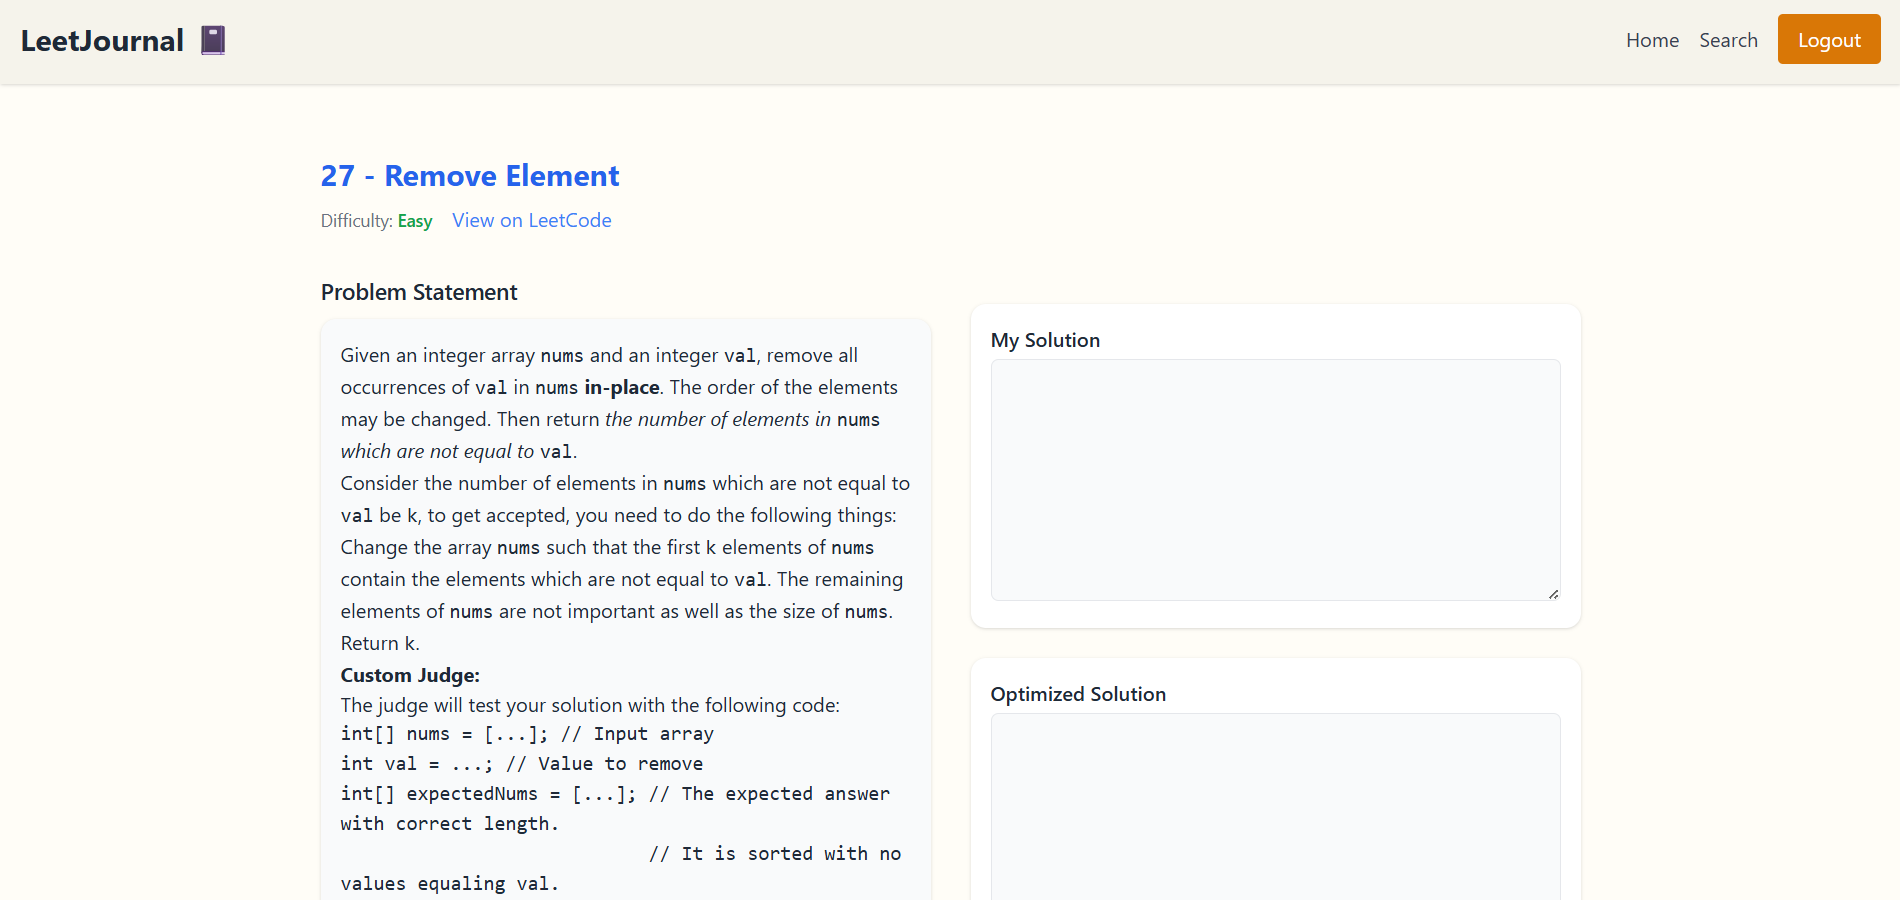 LeetJournal
Home Search Logout
27 - Remove Element
Difficulty: Easy View on LeetCode
Problem Statement
Given an integer array nums and an integer val, remove all
occurrences of val in nums in-place. The order of the elements
may be changed. Then return the number of elements in nums
which are not equal to val.
Consider the number of elements in nums which are not equal to
val be k, to get accepted, you need to do the following things:
Change the array nums such that the first k elements of nums
contain the elements which are not equal to val. The remaining
elements of nums are not important as well as the size of nums.
Return k.
Custom Judge:
The judge will test your solution with the following code:
int[] nums = [...]; // Input array
int val = ...; // Value to remove
int[] expectedNums = [...]; // The expected answer
with correct length.
// It is sorted with no
values equaling val.
My Solution
Optimized Solution